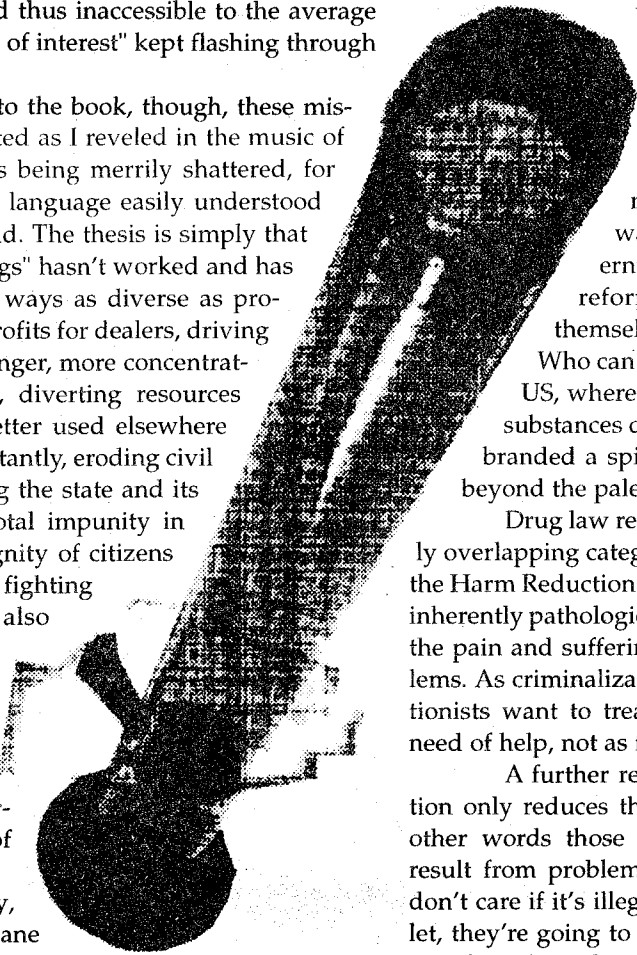 d thus inaccessible to the average
of interest" kept flashing through
to the book, though, these mis-
ted as I reveled in the music of
s being merrily shattered, for
language easily understood
d. The thesis is simply that
gs" hasn't worked and has
ways as diverse as pro-
rofits for dealers, driving
nger, more concentrat-
, diverting resources
etter used elsewhere
tantly, eroding civil
g the state and its
otal impunity in
gnity of citizens
fighting
also
r-
of
y,
ane
r
w
ern
refor
themsel
Who can
US, where
substances c
branded a spi
beyond the pale
Drug law re
ly overlapping categ
the Harm Reduction
inherently pathologi
the pain and sufferin
lems. As criminaliza
tionists want to trea
need of help, not as
A further re
tion only reduces th
other words those
result from problem
don't care if it's illeg
let, they're going to